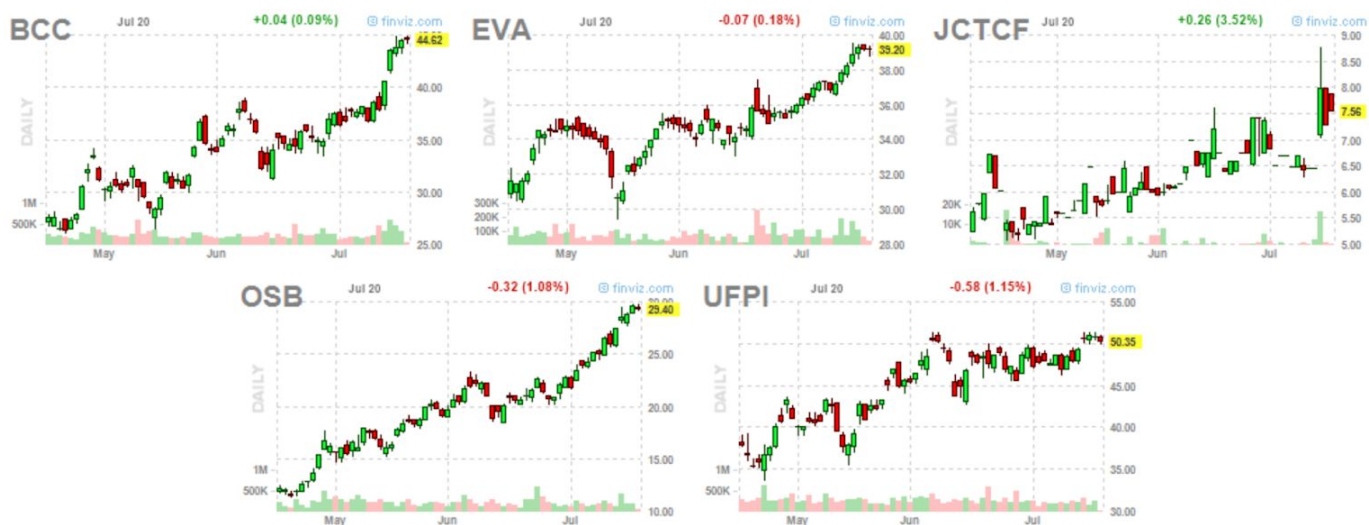 BCC
Jul 20
+0.04 (0.09%)
© finviz.com
DAILY
45.00
44.62
40.00
35.00
30.00
25.00
1M
500K
May
Jun
Jul
EVA
Jul 20
-0.07 (0.18%)
© finviz.com
DAILY
40.00
39.20
38.00
36.00
34.00
32.00
30.00
28.00
300K
200K
100K
May
Jun
Jul
JCTCF
Jul 20
+0.26 (3.52%)
© finviz.com
DAILY
9.00
8.50
8.00
7.56
7.00
6.50
6.00
5.50
5.00
20K
10K
May
Jun
Jul
OSB
Jul 20
-0.32 (1.08%)
© finviz.com
DAILY
30.00
29.40
25.00
20.00
15.00
10.00
1M
500K
May
Jun
Jul
UFPI
Jul 20
-0.58 (1.15%)
© finviz.com
DAILY
55.00
50.35
45.00
40.00
35.00
30.00
1M
500K
May
Jun
Jul